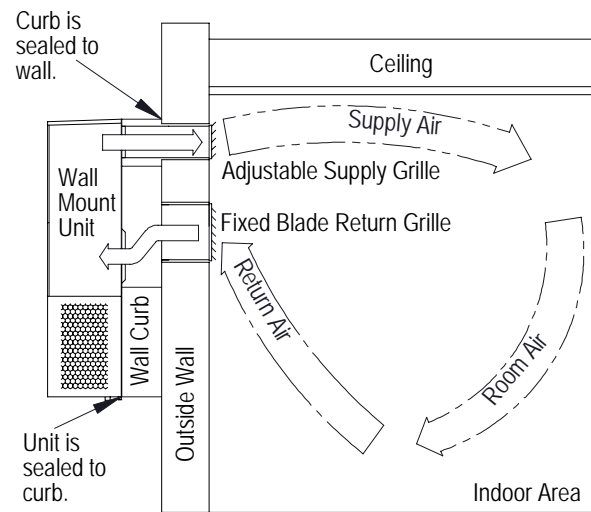 Curb is
sealed to
wall.
Ceiling
Supply Air
Adjustable Supply Grille
Wall
Mount
Unit
Fixed Blade Return Grille
Return Air
Room Air
Wall Curb
Outside Wall
Unit is
sealed to
curb.
Indoor Area